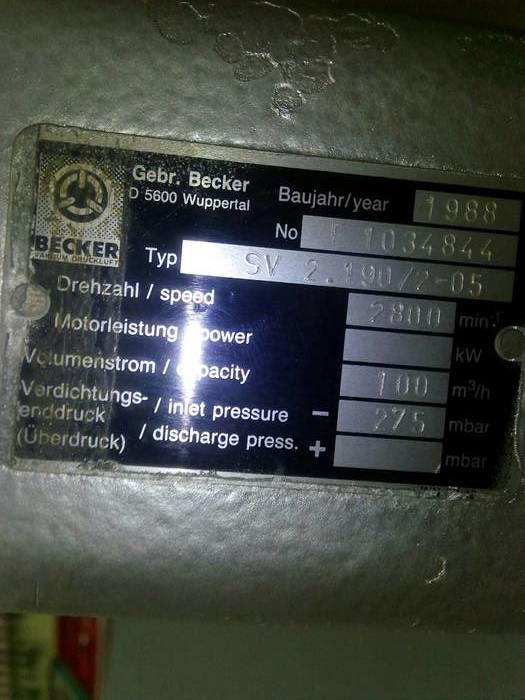 BECKER
VAKUUM DRUCKLUFT
Gebr. Becker
D 5600 Wuppertal
Baujahr/year 1988
No F 1034844
Typ SV 2.190/2-05
Drehzahl / speed 2800 min-1
Motorleistung / power kW
Volumenstrom / capacity 100 m³/h
Verdichtungs- / inlet pressure − 275 mbar
enddruck
(Überdruck) / discharge press. + mbar